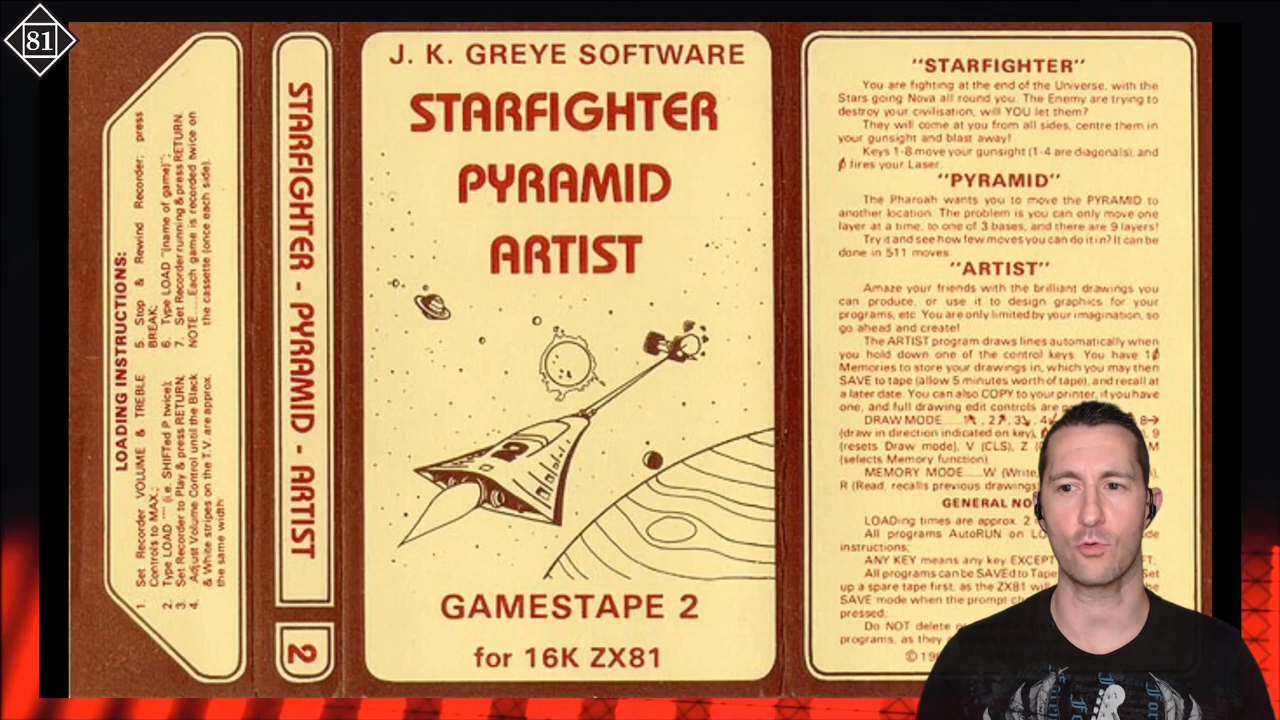 81
LOADING INSTRUCTIONS:
1. Set Recorder VOLUME & TREBLE
Controls to MAX.;
2. Type LOAD "" (i.e. SHIFTed P twice);
3. Set Recorder to Play & press RETURN;
4. Adjust Volume Control until the Black
& White stripes on the T.V. are approx.
the same width
5. Stop & Rewind Recorder; press
BREAK;
6. Type LOAD "(name of game)";
7. Set Recorder running & press RETURN.
NOTE....Each game is recorded twice on
the cassette (once each side).
STARFIGHTER - PYRAMID - ARTIST
2
J. K. GREYE SOFTWARE
STARFIGHTER
PYRAMID
ARTIST
2
GAMESTAPE 2
for 16K ZX81
"STARFIGHTER"
You are fighting at the end of the Universe, with the
Stars going Nova all round you. The Enemy are trying to
destroy your civilisation, will YOU let them?
They will come at you from all sides, centre them in
your gunsight and blast away!
Keys 1-8 move your gunsight (1-4 are diagonals), and
0 fires your Laser.
"PYRAMID"
The Pharoah wants you to move the PYRAMID to
another location. The problem is you can only move one
layer at a time, to one of 3 bases, and there are 9 layers!
Try it and see how few moves you can do it in? It can be
done in 511 moves.
"ARTIST"
Amaze your friends with the brilliant drawings you
can produce, or use it to design graphics for your
programs, etc. You are only limited by your imagination, so
go ahead and create!
The ARTIST program draws lines automatically when
you hold down one of the control keys. You have 10
Memories to store your drawings in, which you may then
SAVE to tape (allow 5 minutes worth of tape), and recall at
a later date. You can also COPY to your printer, if you have
one, and full drawing edit controls are
DRAW MODE 8→
(draw in direction indicated on key), 9
(resets Draw mode), V (CLS), Z
(selects Memory function)
MEMORY MODE.....W (Write,
R (Read, recalls previous drawings
GENERAL
LOADing times are approx. 2
All programs AutoRUN on
instructions;
ANY KEY means any key EXCEPT
All programs can be SAVEd to Tape Set
up a spare tape first, as the ZX81 will
SAVE mode when the prompt
pressed;
Do NOT delete
programs, as they
©